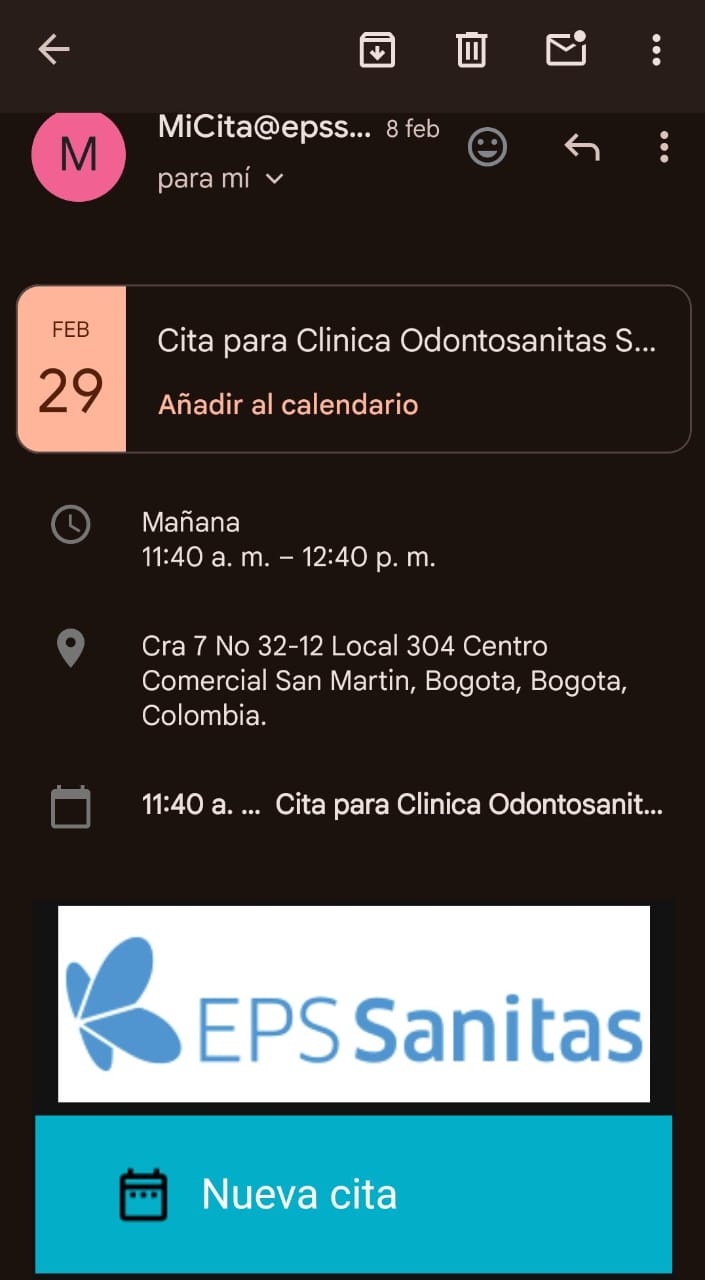 MiCita@epss... 8 feb
M
para mí
FEB
29
Cita para Clinica Odontosanitas S...
Añadir al calendario
Mañana
11:40 a. m. – 12:40 p. m.
Cra 7 No 32-12 Local 304 Centro
Comercial San Martin, Bogota, Bogota,
Colombia.
11:40 a. ... Cita para Clinica Odontosanit...
EPS Sanitas
Nueva cita